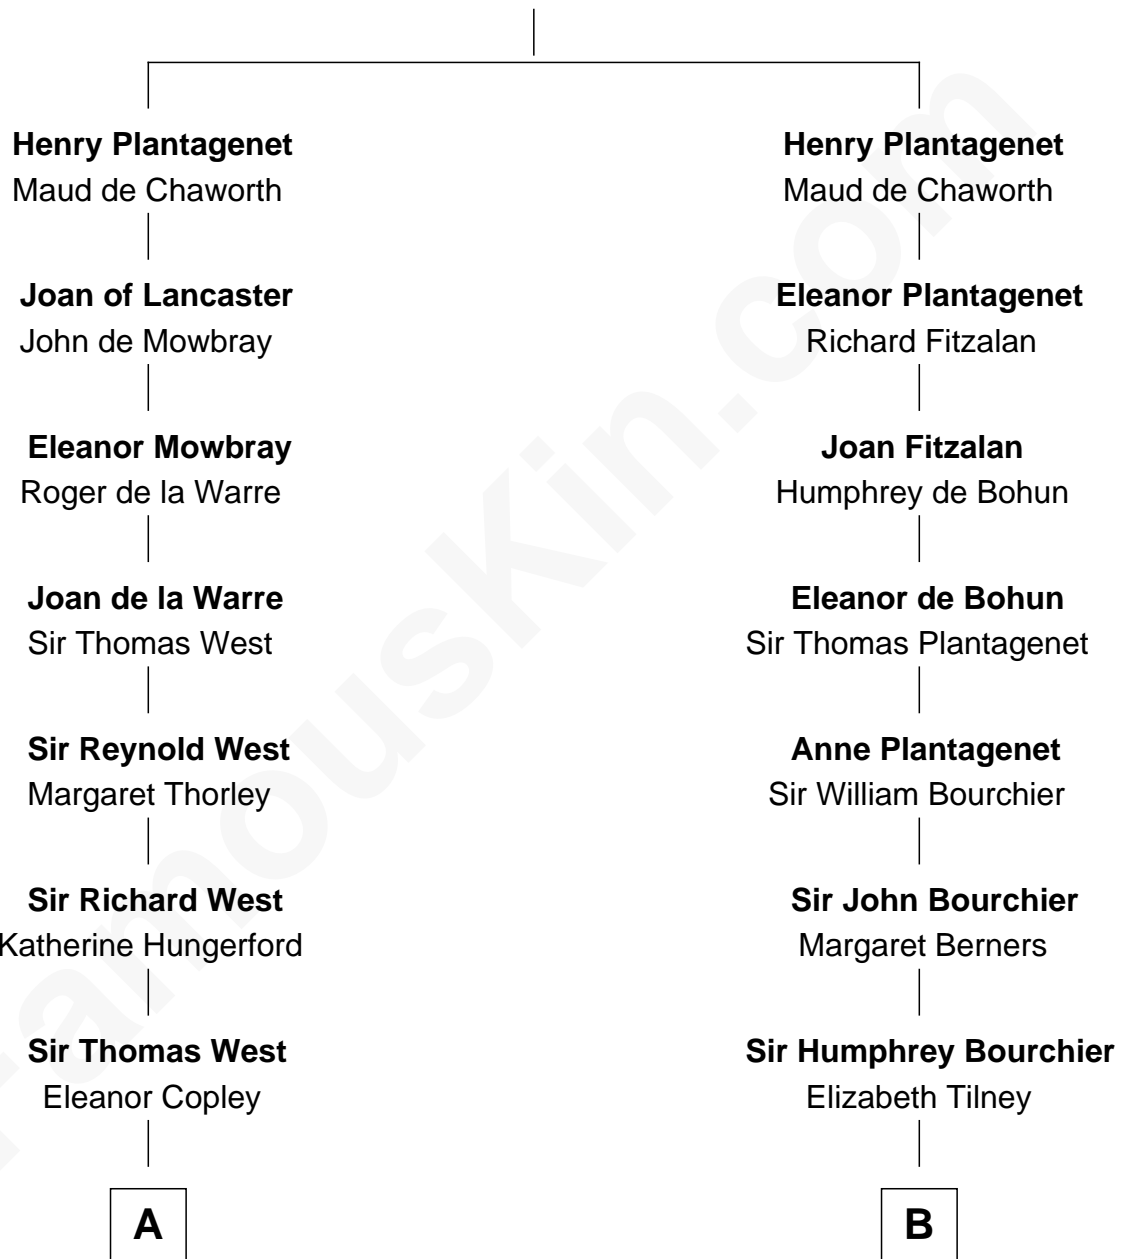 Henry Plantagenet
Maud de Chaworth
Joan of Lancaster
John de Mowbray
Eleanor Mowbray
Roger de la Warre
Joan de la Warre
Sir Thomas West
Sir Reynold West
Margaret Thorley
Sir Richard West
Katherine Hungerford
Sir Thomas West
Eleanor Copley
A
Henry Plantagenet
Maud de Chaworth
Eleanor Plantagenet
Richard Fitzalan
Joan Fitzalan
Humphrey de Bohun
Eleanor de Bohun
Sir Thomas Plantagenet
Anne Plantagenet
Sir William Bourchier
Sir John Bourchier
Margaret Berners
Sir Humphrey Bourchier
Elizabeth Tilney
B
FamousKin.com